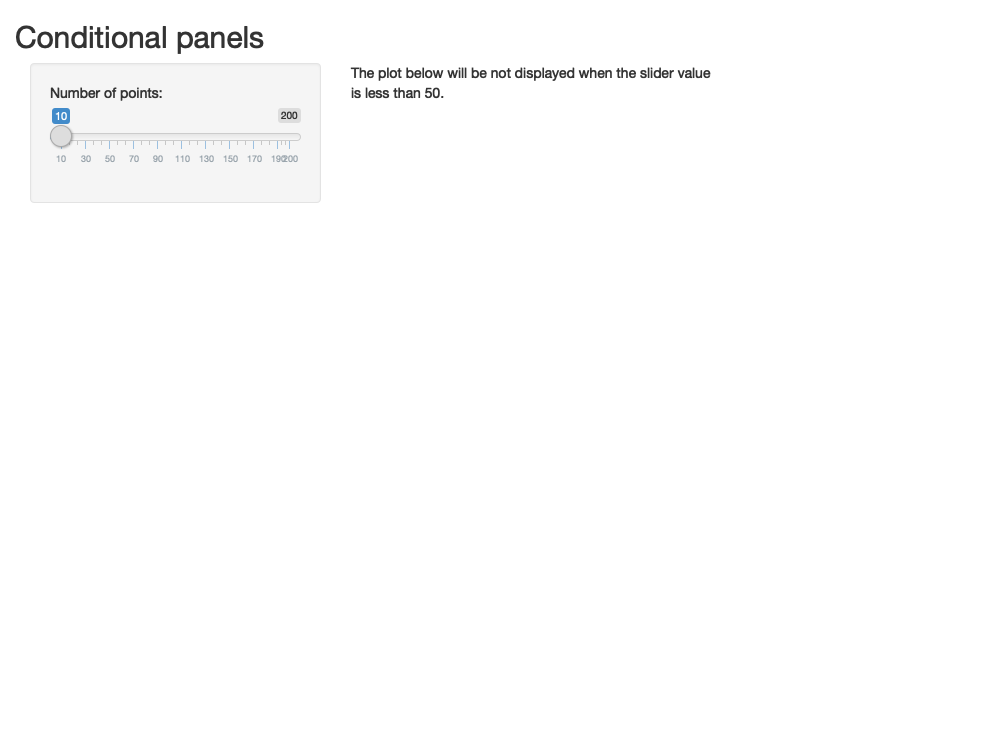 Conditional panels
Number of points:
10 200
10 30 50 70 90 110 130 150 170 190 200
The plot below will be not displayed when the slider value
is less than 50.